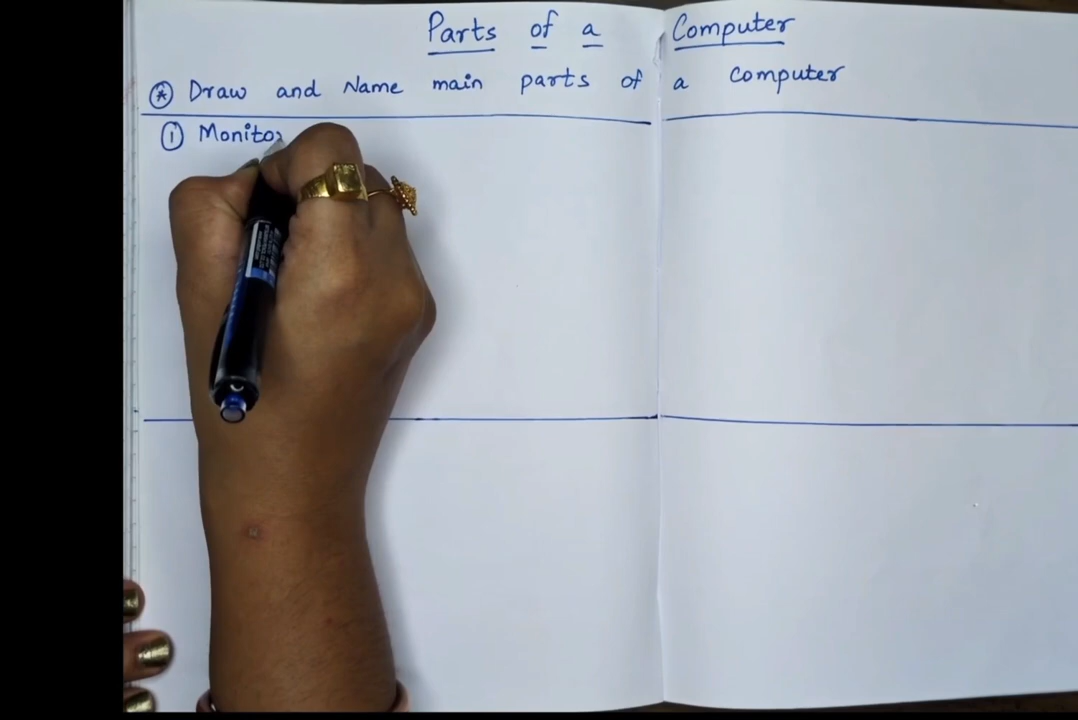 Parts of a Computer
* Draw and Name main parts of a computer
① Monitor